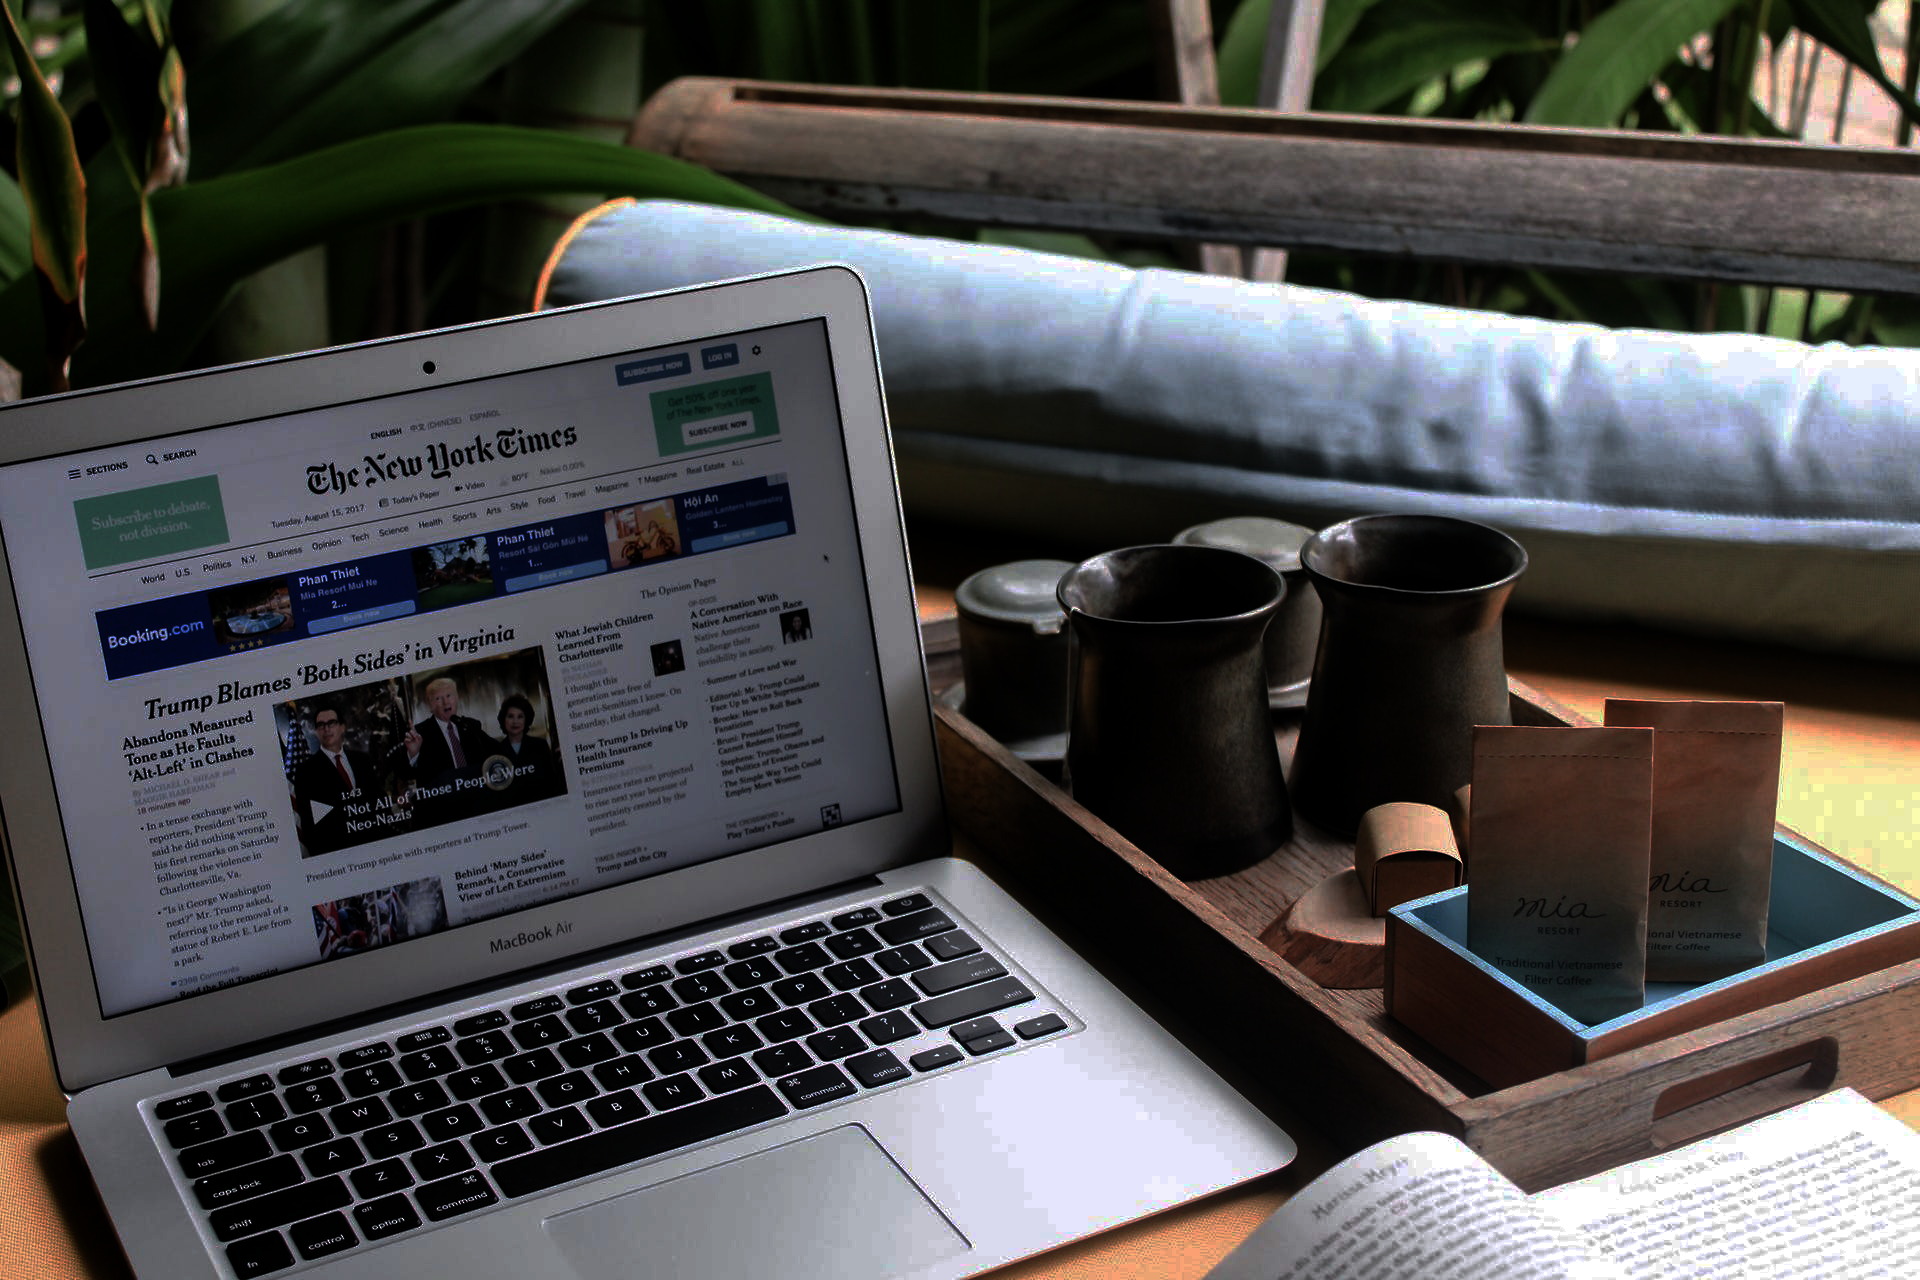 SUBSCRIBE NOW
LOG IN
ENGLISH 中文 (CHINESE) ESPAÑOL
SECTIONS
SEARCH
The New York Times
Get 50% off one year
of The New York Times.
SUBSCRIBE NOW
Subscribe to debate,
not division.
Tuesday, August 15, 2017
Today's Paper
Video
80°F
Nikkei 0.00%
World U.S. Politics N.Y. Business Opinion Tech Science Health Sports Arts Style Food Travel Magazine T Magazine Real Estate ALL
Booking.com
Phan Thiet
Mia Resort Mui Ne
2...
Book now
Phan Thiet
Resort Sài Gòn Mũi Né
1...
Book now
Hội An
Golden Lantern Homestay
3...
Book now
Trump Blames ‘Both Sides’ in Virginia
Abandons Measured
Tone as He Faults
‘Alt-Left’ in Clashes
By MICHAEL D. SHEAR and
MAGGIE HABERMAN
18 minutes ago
• In a tense exchange with
reporters, President Trump
said he did nothing wrong in
his first remarks on Saturday
following the violence in
Charlottesville, Va.
• “Is it George Washington
next?” Mr. Trump asked,
referring to the removal of a
statue of Robert E. Lee from
a park.
2398 Comments
• Read the Full Transcript
1:43
‘Not All of Those People Were
Neo-Nazis’
President Trump spoke with reporters at Trump Tower.
Behind ‘Many Sides’
Remark, a Conservative
View of Left Extremism
6:14 PM ET
The Opinion Pages
What Jewish Children
Learned From
Charlottesville
By NATHAN
ENGLANDER
I thought this
generation was free of
the anti-Semitism I knew. On
Saturday, that changed.
How Trump Is Driving Up
Health Insurance
Premiums
By STEVEN RATTNER
Insurance rates are projected
to rise next year because of
uncertainty created by the
president.
TIMES INSIDER »
Trump and the City
OP-DOCS
A Conversation With
Native Americans on Race
Native Americans
challenge their
invisibility in society.
• Summer of Love and War
• Editorial: Mr. Trump Could
Face Up to White Supremacists
• Brooks: How to Roll Back
Fanaticism
• Bruni: President Trump
Cannot Redeem Himself
• Stephens: Trump, Obama and
the Politics of Evasion
• The Simple Way Tech Could
Employ More Women
THE CROSSWORD »
Play Today's Puzzle
MacBook Air
esc
delete
tab
Q W E R T Y U I O P
return
caps lock
A S D F G H J K L
shift
Z X C V B N M
shift
fn
control
alt
option
command
command
alt
option
mia
RESORT
Traditional Vietnamese
Filter Coffee
mia
RESORT
ional Vietnamese
Filter Coffee